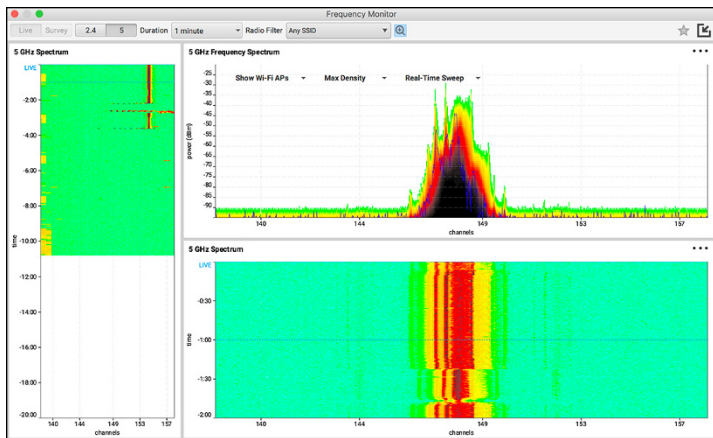 Frequency Monitor
Live Survey 2.4 5 Duration 1 minute Radio Filter Any SSID
5 GHz Spectrum
LIVE
-2.00
-4.00
-6.00
-8.00
-10.00
-12.00
-14.00
-16.00
-18.00
-20.00
time
140 144 149 153 157
channels
5 GHz Frequency Spectrum
Show Wi-Fi APs Max Density Real-Time Sweep
-25
-30
-35
-40
-45
-50
-55
-60
-65
-70
-75
-80
-85
-90
power (dBm)
140 144 149 153 157
channels
5 GHz Spectrum
LIVE
-0:30
-1:00
-1:30
-2:00
time
140 144 149 153 157
channels